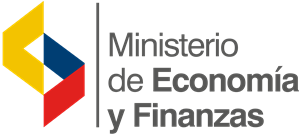 Ministerio
de Economía
y Finanzas